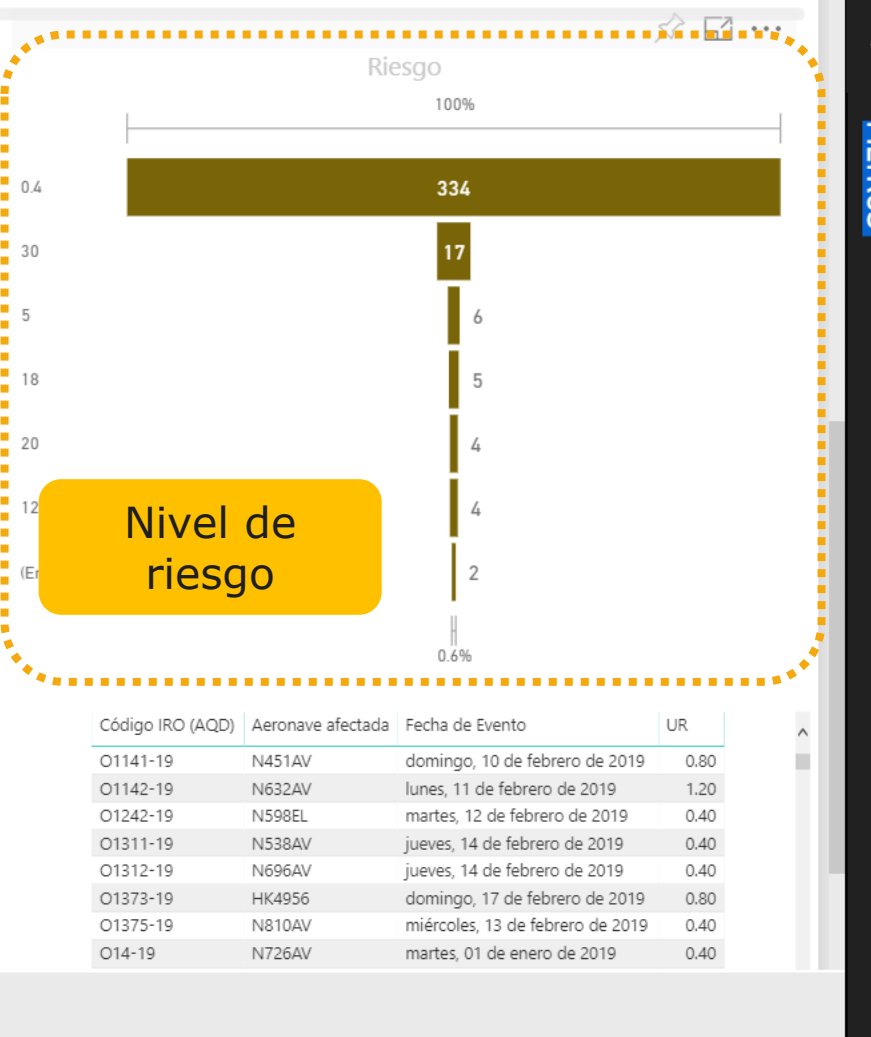 Riesgo
100%
0.4 334
30 17
5 6
18 5
20 4
12 4
(Er 2
Nivel de
riesgo
0.6%
Código IRO (AQD) Aeronave afectada Fecha de Evento UR
O1141-19 N451AV domingo, 10 de febrero de 2019 0.80
O1142-19 N632AV lunes, 11 de febrero de 2019 1.20
O1242-19 N598EL martes, 12 de febrero de 2019 0.40
O1311-19 N538AV jueves, 14 de febrero de 2019 0.40
O1312-19 N696AV jueves, 14 de febrero de 2019 0.40
O1373-19 HK4956 domingo, 17 de febrero de 2019 0.80
O1375-19 N810AV miércoles, 13 de febrero de 2019 0.40
O14-19 N726AV martes, 01 de enero de 2019 0.40